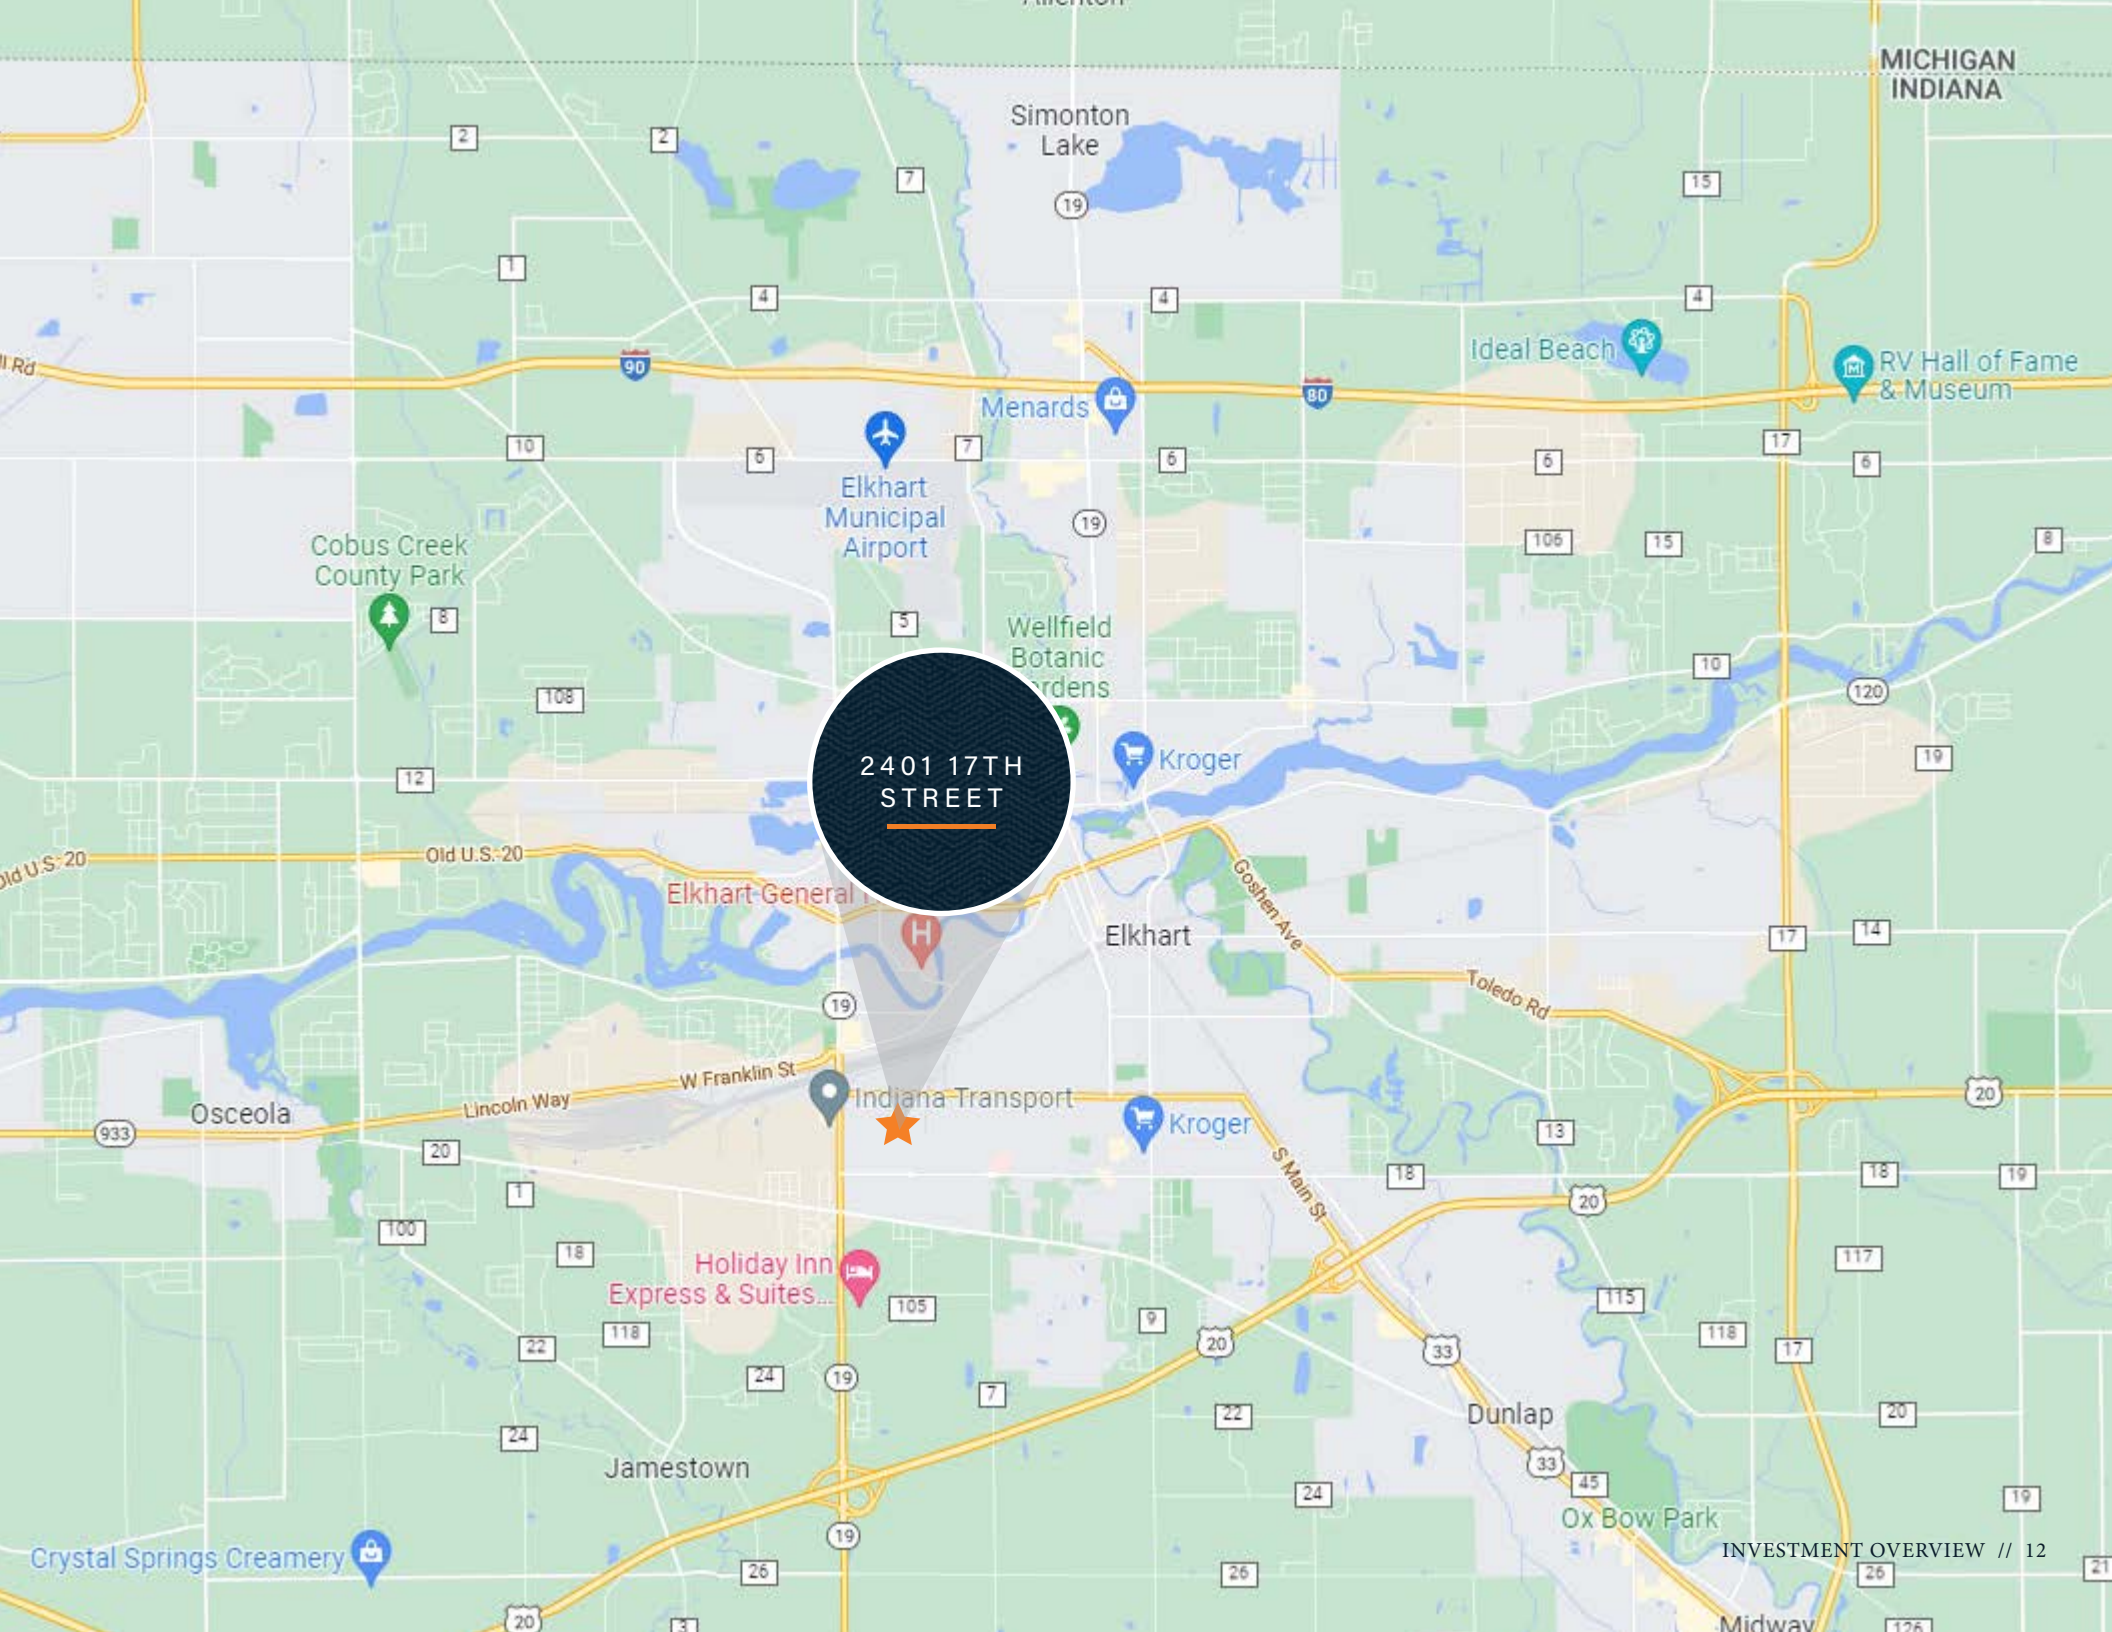 MICHIGAN
INDIANA
Simonton
Lake
2
2
7
19
15
1
4
4
4
Ideal Beach
RV Hall of Fame
& Museum
90
80
Menards
10
6
7
6
6
17
6
Elkhart
Municipal
Airport
19
106
15
8
Cobus Creek
County Park
8
5
Wellfield
Botanic
108
10
120
2401 17TH
STREET
Kroger
19
12
Old U.S. 20
Old U.S. 20
Elkhart General
H
Elkhart
Goshen Ave
17
14
19
Toledo Rd
W Franklin St
Lincoln Way
Indiana Transport
Osceola
933
20
Kroger
13
20
1
S Main St
18
18
19
20
100
18
Holiday Inn
Express & Suites...
105
9
115
117
118
22
118
20
33
17
24
19
7
22
Dunlap
20
24
Jamestown
33
45
24
19
Ox Bow Park
Crystal Springs Creamery
19
INVESTMENT OVERVIEW // 12
26
26
26
21
20
3
Midway
126